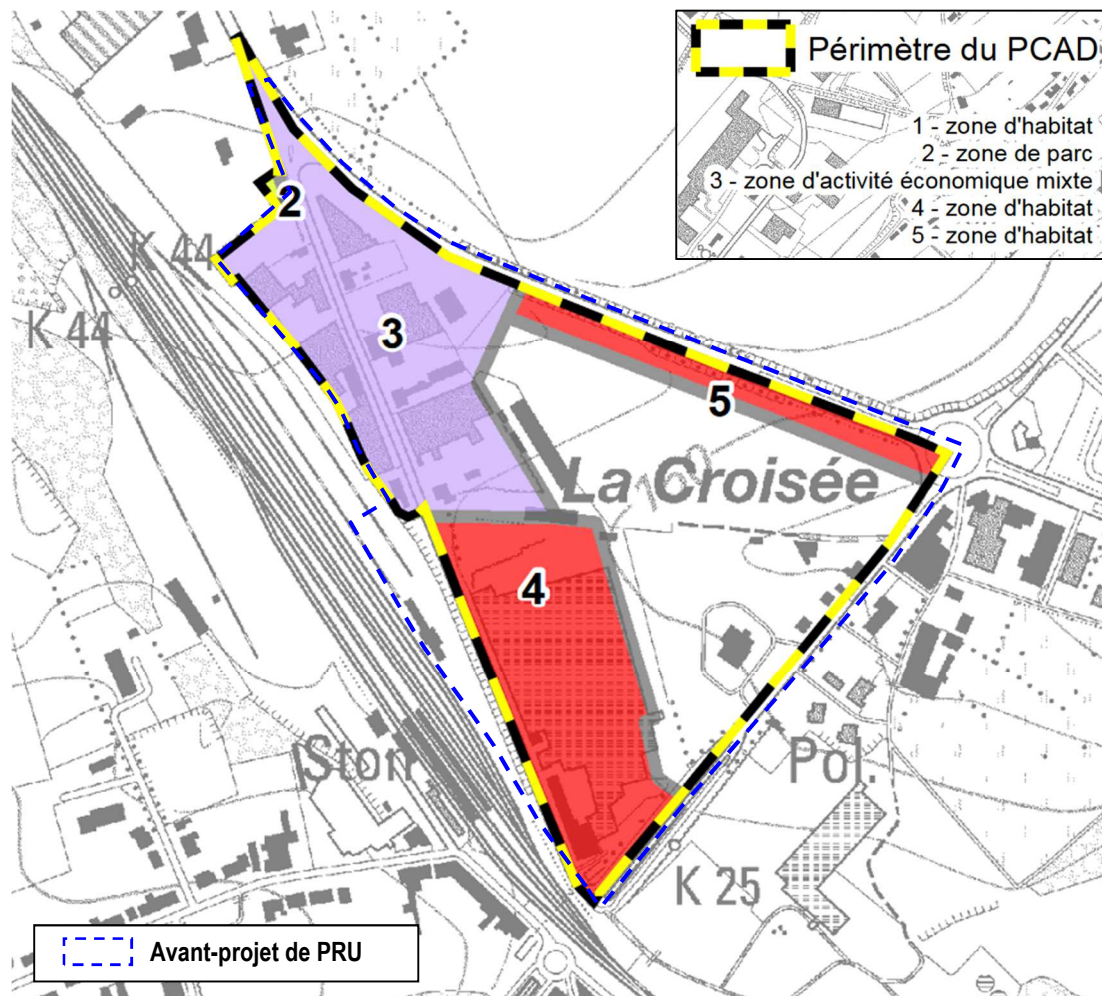 Périmètre du PCAD
1 - zone d'habitat
2 - zone de parc
3 - zone d'activité économique mixte
4 - zone d'habitat
5 - zone d'habitat
2
K 44
K 44
3
5
La Croisée
4
Ston
Pol.
K 25
Avant-projet de PRU